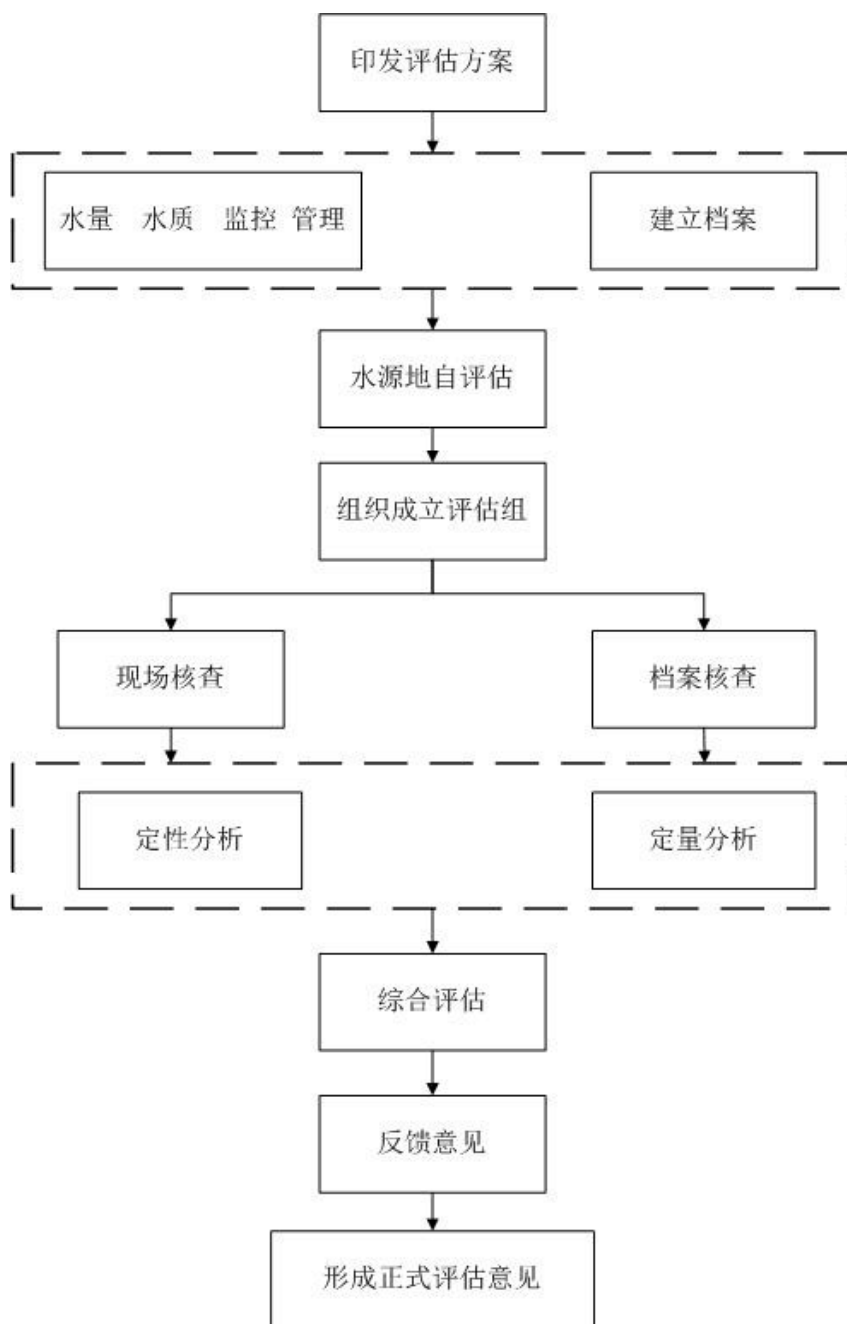 印发评估方案
水量 水质 监控 管理
建立档案
水源地自评估
组织成立评估组
现场核查
档案核查
定性分析
定量分析
综合评估
反馈意见
形成正式评估意见